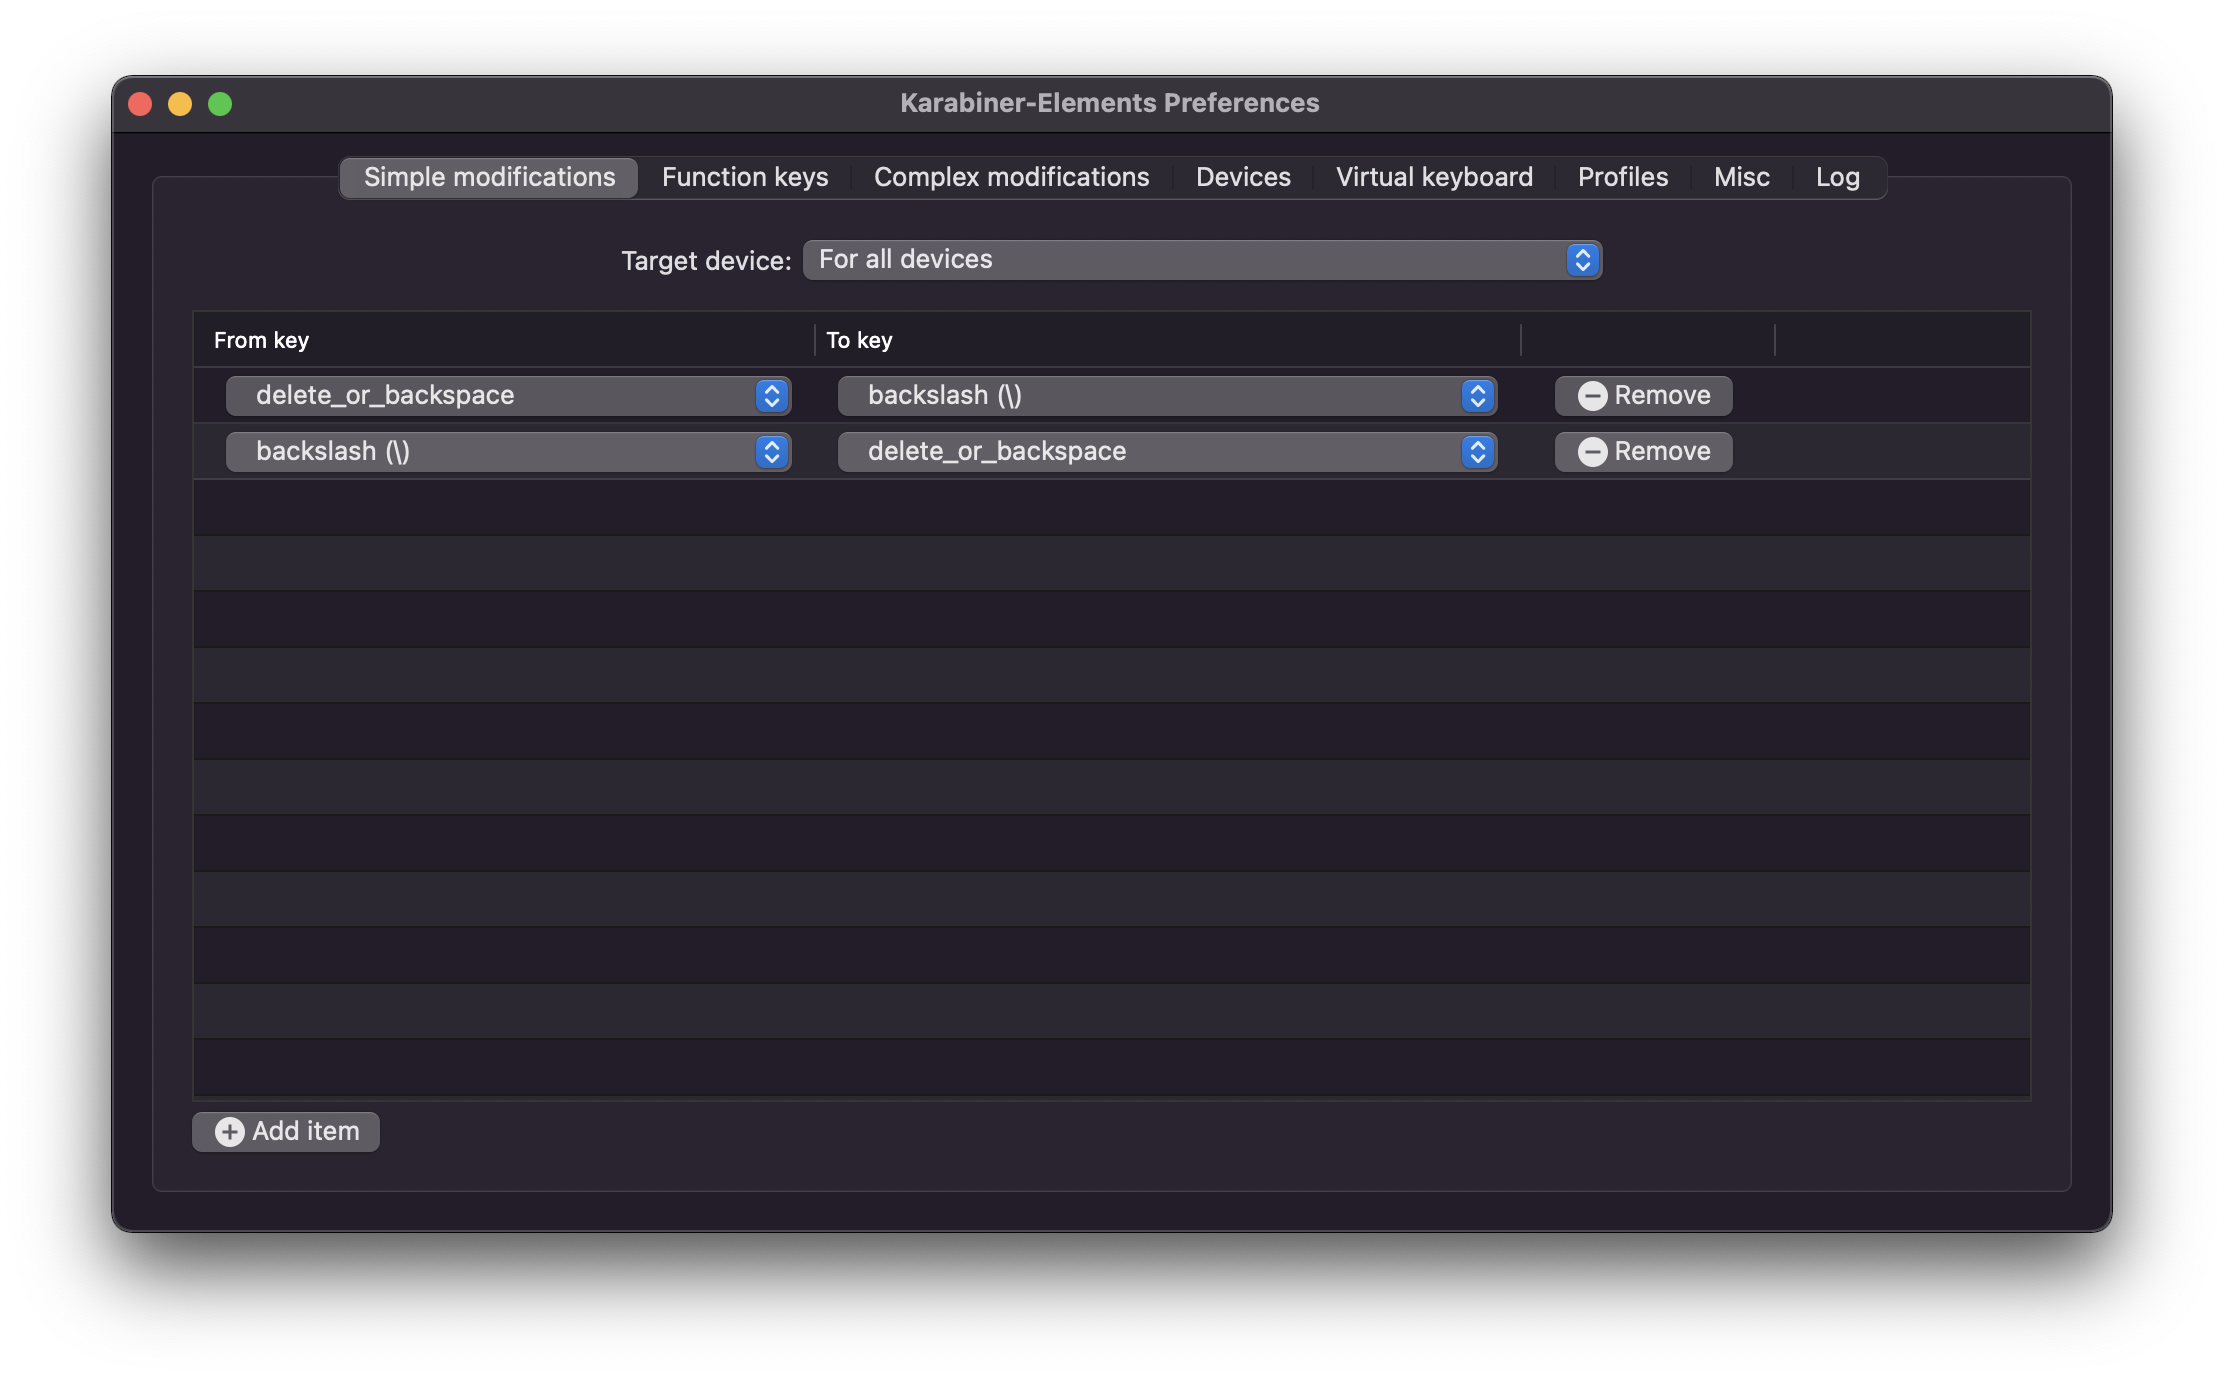 Karabiner-Elements Preferences
Simple modifications Function keys Complex modifications Devices Virtual keyboard Profiles Misc Log
Target device: For all devices
From key To key
delete_or_backspace backslash (\) Remove
backslash (\) delete_or_backspace Remove
Add item